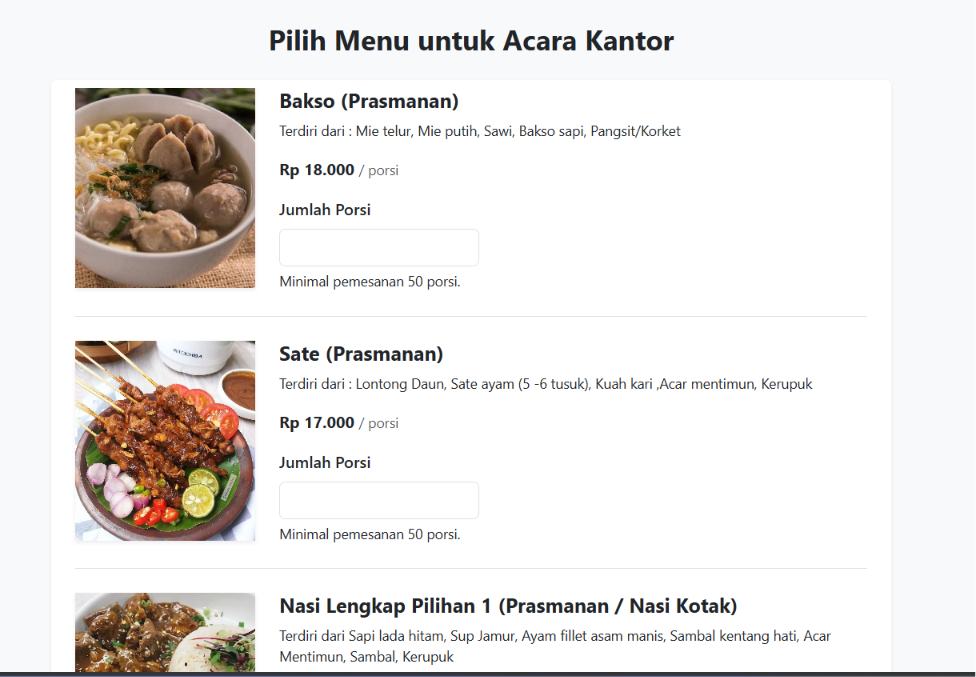 Pilih Menu untuk Acara Kantor
Bakso (Prasmanan)
Terdiri dari : Mie telur, Mie putih, Sawi, Bakso sapi, Pangsit/Korket
Rp 18.000 / porsi
Jumlah Porsi
Minimal pemesanan 50 porsi.
Sate (Prasmanan)
Terdiri dari : Lontong Daun, Sate ayam (5 -6 tusuk), Kuah kari ,Acar mentimun, Kerupuk
Rp 17.000 / porsi
Jumlah Porsi
Minimal pemesanan 50 porsi.
Nasi Lengkap Pilihan 1 (Prasmanan / Nasi Kotak)
Terdiri dari Sapi lada hitam, Sup Jamur, Ayam fillet asam manis, Sambal kentang hati, Acar
Mentimun, Sambal, Kerupuk